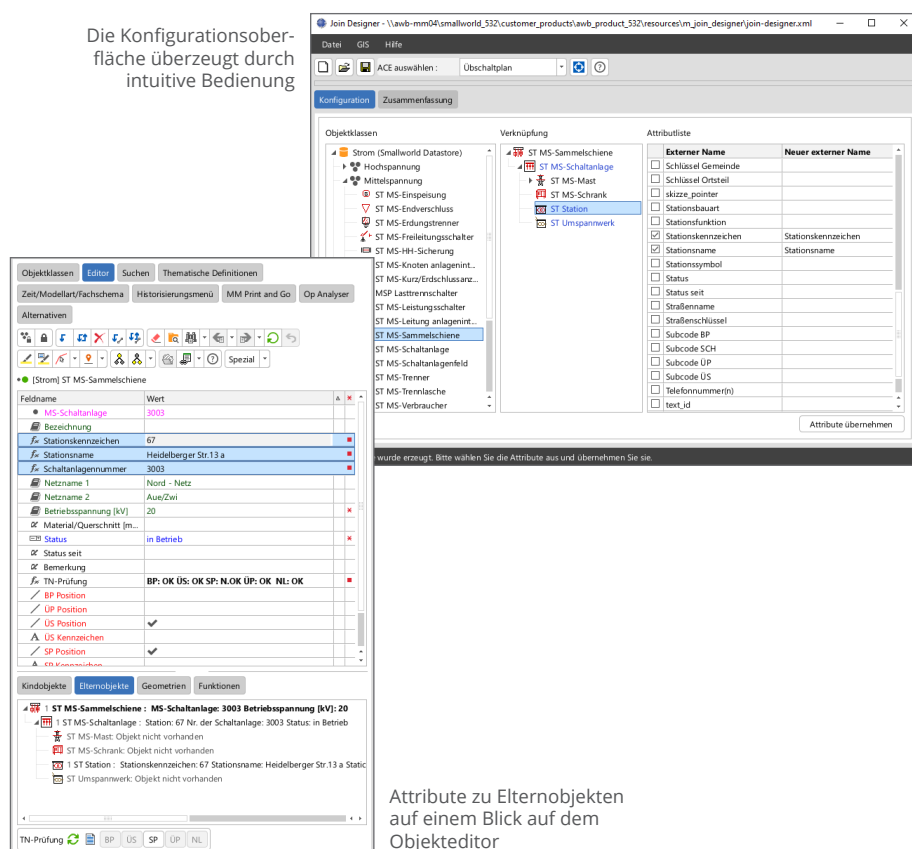 Die Konfigurationsober-
fläche überzeugt durch
intuitive Bedienung
Join Designer - \\awb-mm04\smallworld_532\customer_products\awb_product_532\resources\m_join_designer\join-designer.xml
Datei GIS Hilfe
ACE auswählen : Übschaltplan
Konfiguration Zusammenfassung
Objektklassen
Strom (Smallworld Datastore)
Hochspannung
Mittelspannung
ST MS-Einspeisung
ST MS-Endverschluss
ST MS-Erdungstrenner
ST MS-Freileitungsschalter
ST MS-HH-Sicherung
ST MS-Knoten anlagenint...
ST MS-Kurz/Erdschlussanz...
MSP Lasttrennschalter
ST MS-Leistungsschalter
ST MS-Leitung anlagenint...
ST MS-Sammelschiene
ST MS-Schaltanlage
ST MS-Schaltanlagenfeld
ST MS-Trenner
ST MS-Trennlasche
ST MS-Verbraucher
Verknüpfung
ST MS-Sammelschiene
ST MS-Schaltanlage
ST MS-Mast
ST MS-Schrank
ST Station
ST Umspannwerk
Attributliste
Externer Name Neuer externer Name
Schlüssel Gemeinde
Schlüssel Ortsteil
skizze_pointer
Stationsbauart
Stationsfunktion
Stationskennzeichen Stationskennzeichen
Stationsname Stationsname
Stationssymbol
Status
Status seit
Straßenname
Straßenschlüssel
Subcode BP
Subcode SCH
Subcode ÜP
Subcode ÜS
Telefonnummer(n)
text_id
Attribute übernehmen
wurde erzeugt. Bitte wählen Sie die Attribute aus und übernehmen Sie sie.
Objektklassen Editor Suchen Thematische Definitionen
Zeit/Modellart/Fachschema Historisierungsmenü MM Print and Go Op Analyser
Alternativen
Spezial
[Strom] ST MS-Sammelschiene
Feldname Wert
MS-Schaltanlage 3003
Bezeichnung
Stationskennzeichen 67
Stationsname Heidelberger Str.13 a
Schaltanlagennummer 3003
Netzname 1 Nord - Netz
Netzname 2 Aue/Zwi
Betriebsspannung [kV] 20
Material/Querschnitt [m...
Status in Betrieb
Status seit
Bemerkung
TN-Prüfung BP: OK ÜS: OK SP: N.OK ÜP: OK NL: OK
BP Position
ÜP Position
ÜS Position
ÜS Kennzeichen
SP Position
SP Kennzeichen
Kindobjekte Elternobjekte Geometrien Funktionen
1 ST MS-Sammelschiene : MS-Schaltanlage: 3003 Betriebsspannung [kV]: 20
1 ST MS-Schaltanlage : Station: 67 Nr. der Schaltanlage: 3003 Status: in Betrieb
ST MS-Mast: Objekt nicht vorhanden
ST MS-Schrank: Objekt nicht vorhanden
1 ST Station : Stationskennzeichen: 67 Stationsname: Heidelberger Str.13 a Static
ST Umspannwerk: Objekt nicht vorhanden
TN-Prüfung BP ÜS SP ÜP NL
Attribute zu Elternobjekten
auf einem Blick auf dem
Objekteditor